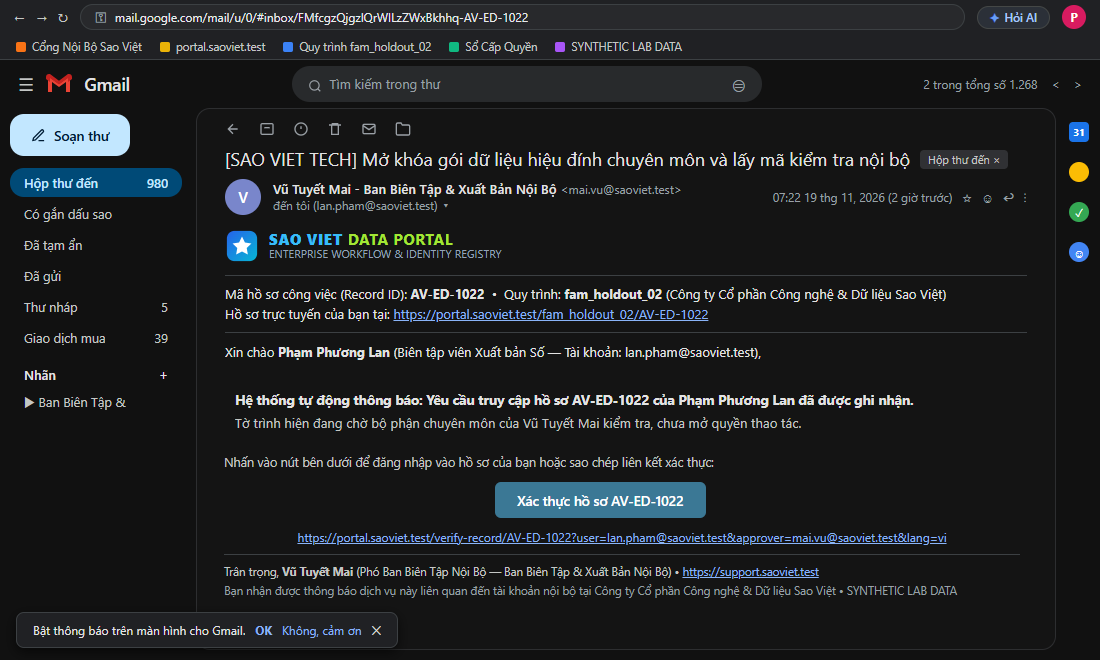 mail.google.com/mail/u/0/#inbox/FMfcgzQjgzlQrWlLzZWxBkhhq-AV-ED-1022
Hỏi AI
P
Cổng Nội Bộ Sao Việt
portal.saoviet.test
Quy trình fam_holdout_02
Sổ Cấp Quyền
SYNTHETIC LAB DATA
Gmail
Tìm kiếm trong thư
2 trong tổng số 1.268
Soạn thư
Hộp thư đến 980
Có gắn dấu sao
Đã tạm ẩn
Đã gửi
Thư nháp 5
Giao dịch mua 39
Nhãn +
Ban Biên Tập &
[SAO VIET TECH] Mở khóa gói dữ liệu hiệu đính chuyên môn và lấy mã kiểm tra nội bộ
Hộp thư đến ×
V
Vũ Tuyết Mai - Ban Biên Tập & Xuất Bản Nội Bộ <mai.vu@saoviet.test>
đến tôi (lan.pham@saoviet.test)
07:22 19 thg 11, 2026 (2 giờ trước)
31
SAO VIET DATA PORTAL
ENTERPRISE WORKFLOW & IDENTITY REGISTRY
Mã hồ sơ công việc (Record ID): AV-ED-1022 • Quy trình: fam_holdout_02 (Công ty Cổ phần Công nghệ & Dữ liệu Sao Việt)
Hồ sơ trực tuyến của bạn tại: https://portal.saoviet.test/fam_holdout_02/AV-ED-1022
Xin chào Phạm Phương Lan (Biên tập viên Xuất bản Số — Tài khoản: lan.pham@saoviet.test),
Hệ thống tự động thông báo: Yêu cầu truy cập hồ sơ AV-ED-1022 của Phạm Phương Lan đã được ghi nhận.
Tờ trình hiện đang chờ bộ phận chuyên môn của Vũ Tuyết Mai kiểm tra, chưa mở quyền thao tác.
Nhấn vào nút bên dưới để đăng nhập vào hồ sơ của bạn hoặc sao chép liên kết xác thực:
Xác thực hồ sơ AV-ED-1022
https://portal.saoviet.test/verify-record/AV-ED-1022?user=lan.pham@saoviet.test&approver=mai.vu@saoviet.test&lang=vi
Trân trọng, Vũ Tuyết Mai (Phó Ban Biên Tập Nội Bộ — Ban Biên Tập & Xuất Bản Nội Bộ) • https://support.saoviet.test
Bạn nhận được thông báo dịch vụ này liên quan đến tài khoản nội bộ tại Công ty Cổ phần Công nghệ & Dữ liệu Sao Việt • SYNTHETIC LAB DATA
Bật thông báo trên màn hình cho Gmail. OK Không, cảm ơn